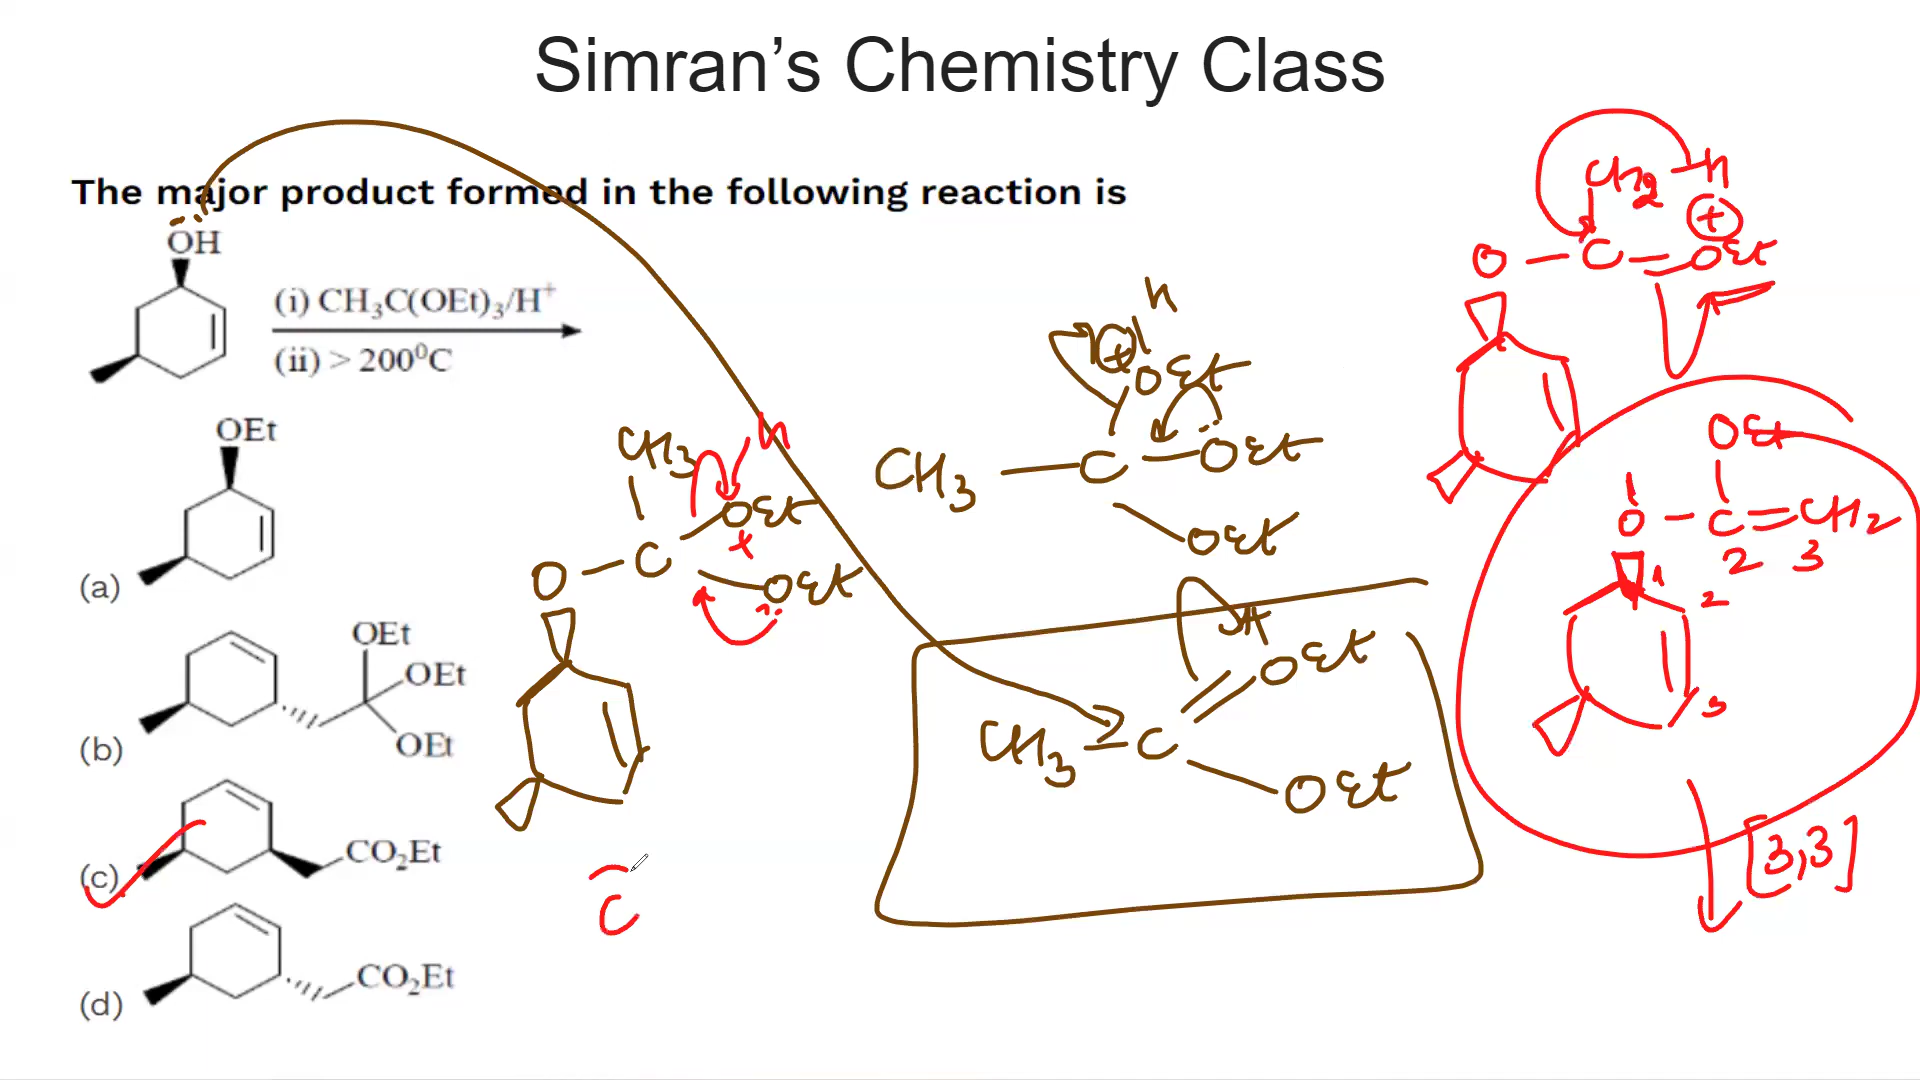 Simran’s Chemistry Class
The major product formed in the following reaction is
OH
(i) CH₃C(OEt)₃/H⁺
(ii) > 200⁰C
OEt
(a)
OEt
OEt
OEt
(b)
CO₂Et
(c)
CO₂Et
(d)
CH₃
H
OEt
+
O – C
OEt
C
H
+
OEt
CH₃ — C – OEt
OEt
H
OEt
CH₃ – C
OEt
CH₂ – H
+
O – C = OEt
OEt
O – C = CH₂
2 3
1
2
3
[3,3]